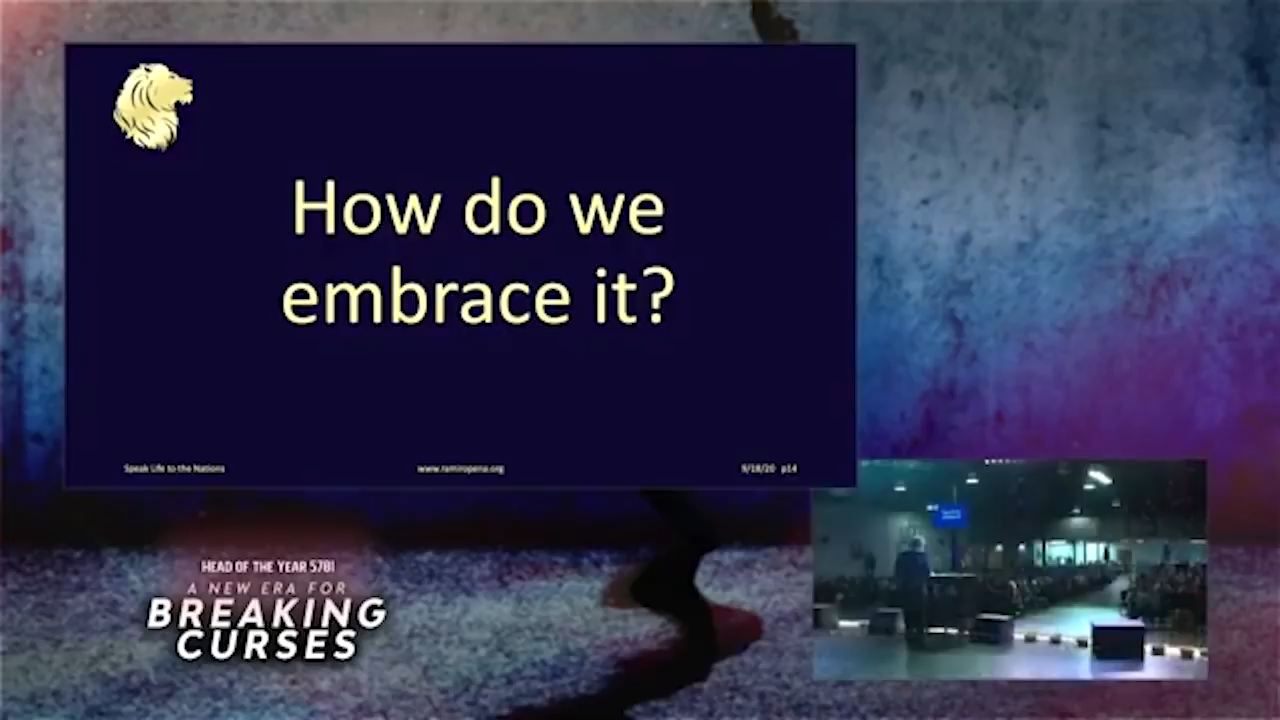 How do we
embrace it?
Speak Life to the Nations
www.ramiropena.org
9/18/20 p14
HEAD OF THE YEAR 5781
A NEW ERA FOR
BREAKING
CURSES